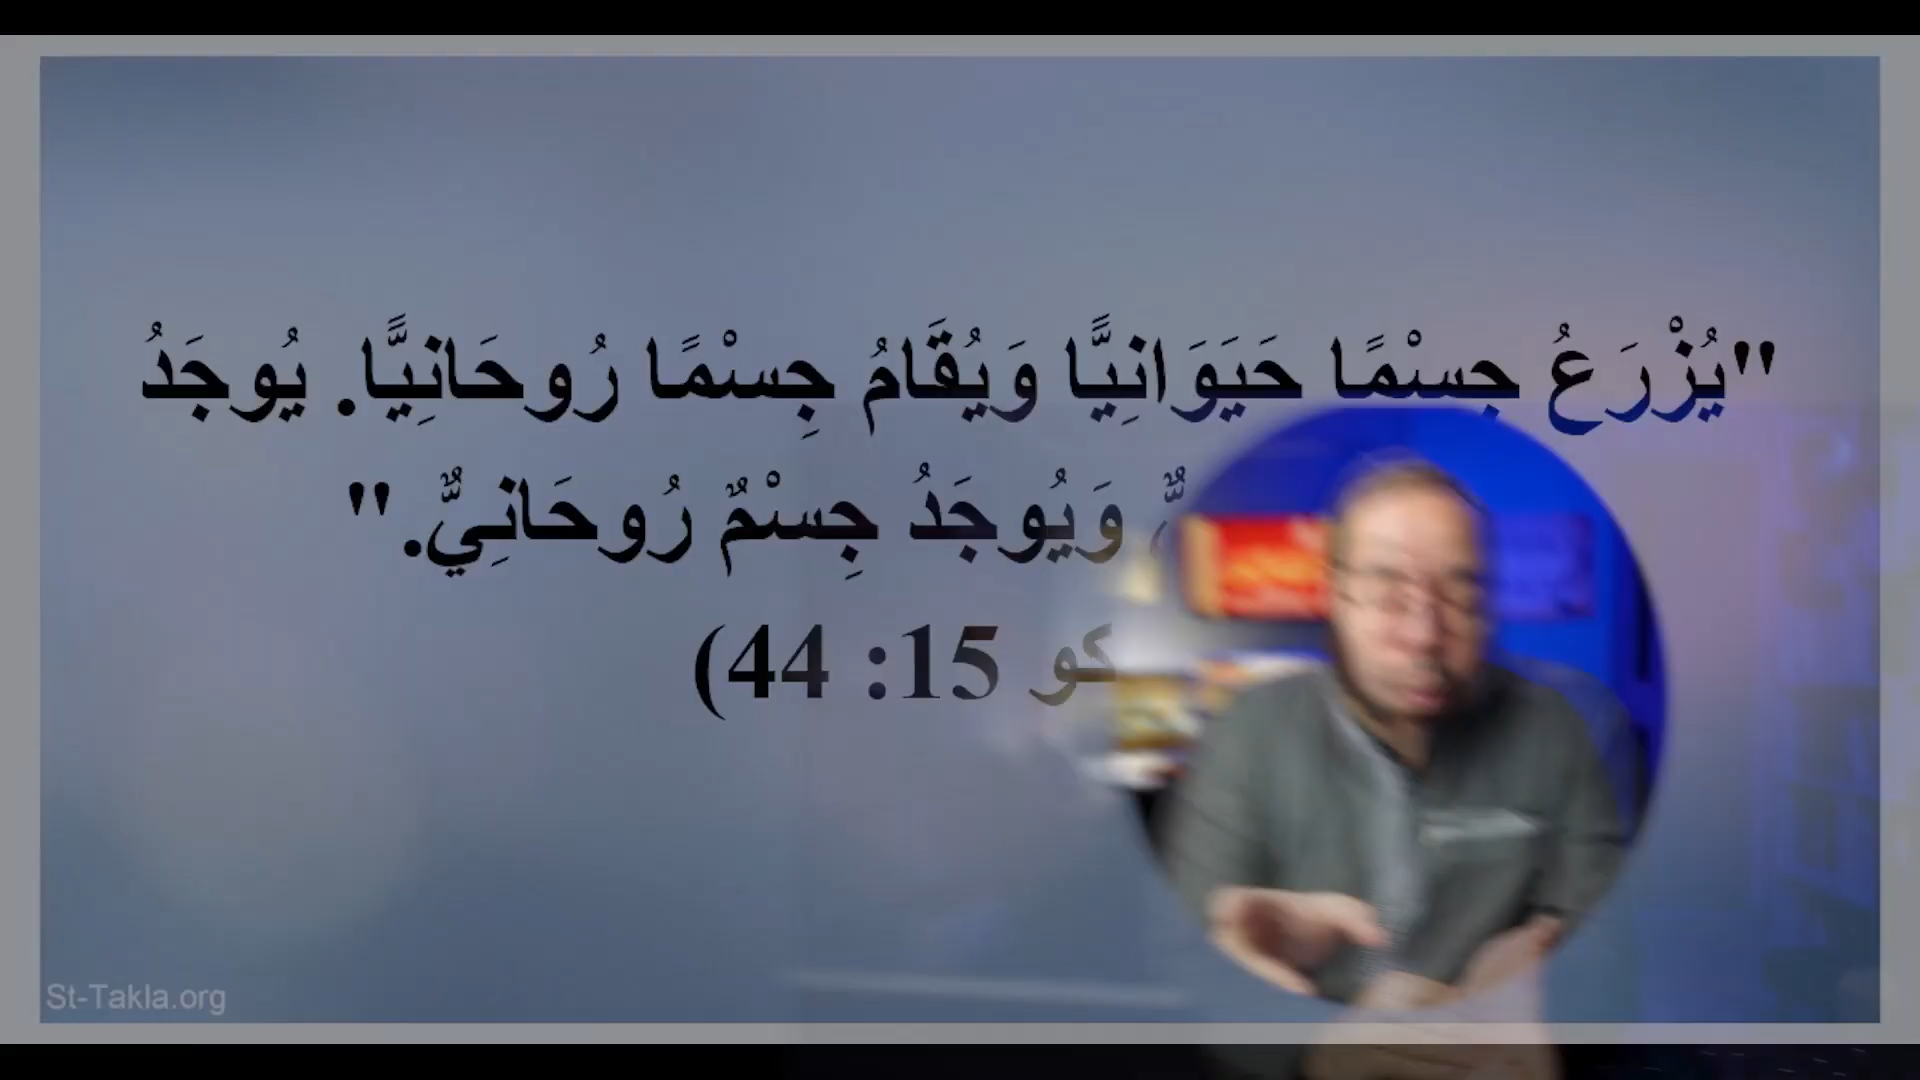 "يُزْرَعُ جِسْمًا حَيَوَانِيًّا وَيُقَامُ جِسْمًا رُوحَانِيًّا. يُوجَدُ
وَيُوجَدُ جِسْمٌ رُوحَانِيٌّ."
كو 15: 44)
St-Takla.org